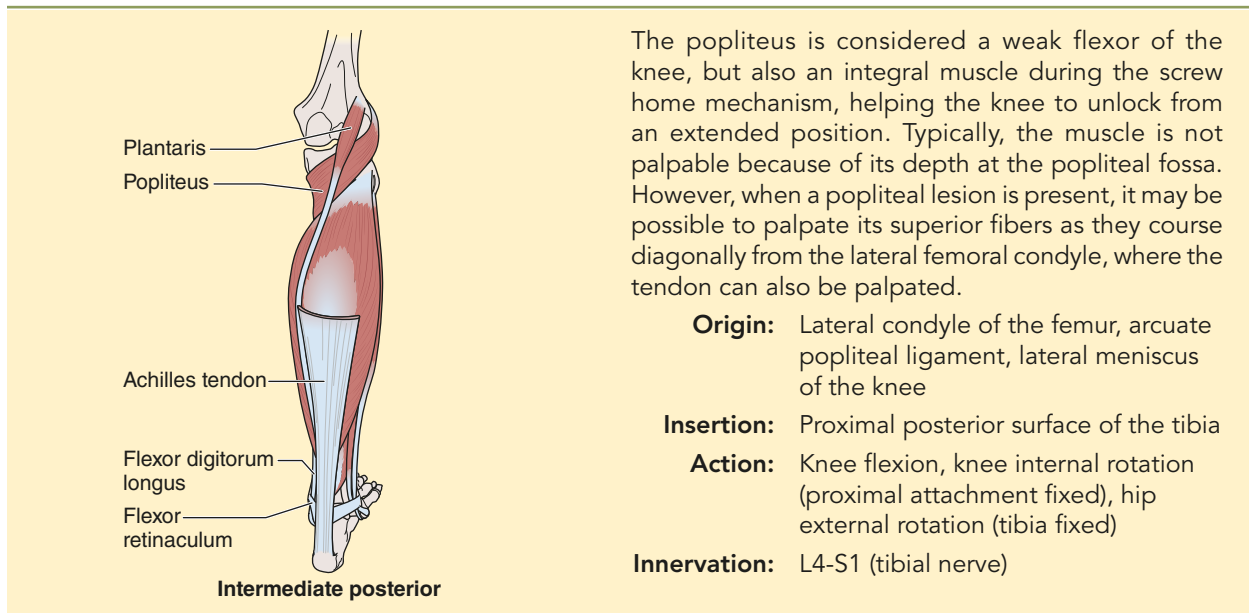 Plantaris
Popliteus
Achilles tendon
Flexor digitorum
longus
Flexor
retinaculum
Intermediate posterior
The popliteus is considered a weak flexor of the
knee, but also an integral muscle during the screw
home mechanism, helping the knee to unlock from
an extended position. Typically, the muscle is not
palpable because of its depth at the popliteal fossa.
However, when a popliteal lesion is present, it may be
possible to palpate its superior fibers as they course
diagonally from the lateral femoral condyle, where the
tendon can also be palpated.
Origin: Lateral condyle of the femur, arcuate
popliteal ligament, lateral meniscus
of the knee
Insertion: Proximal posterior surface of the tibia
Action: Knee flexion, knee internal rotation
(proximal attachment fixed), hip
external rotation (tibia fixed)
Innervation: L4-S1 (tibial nerve)